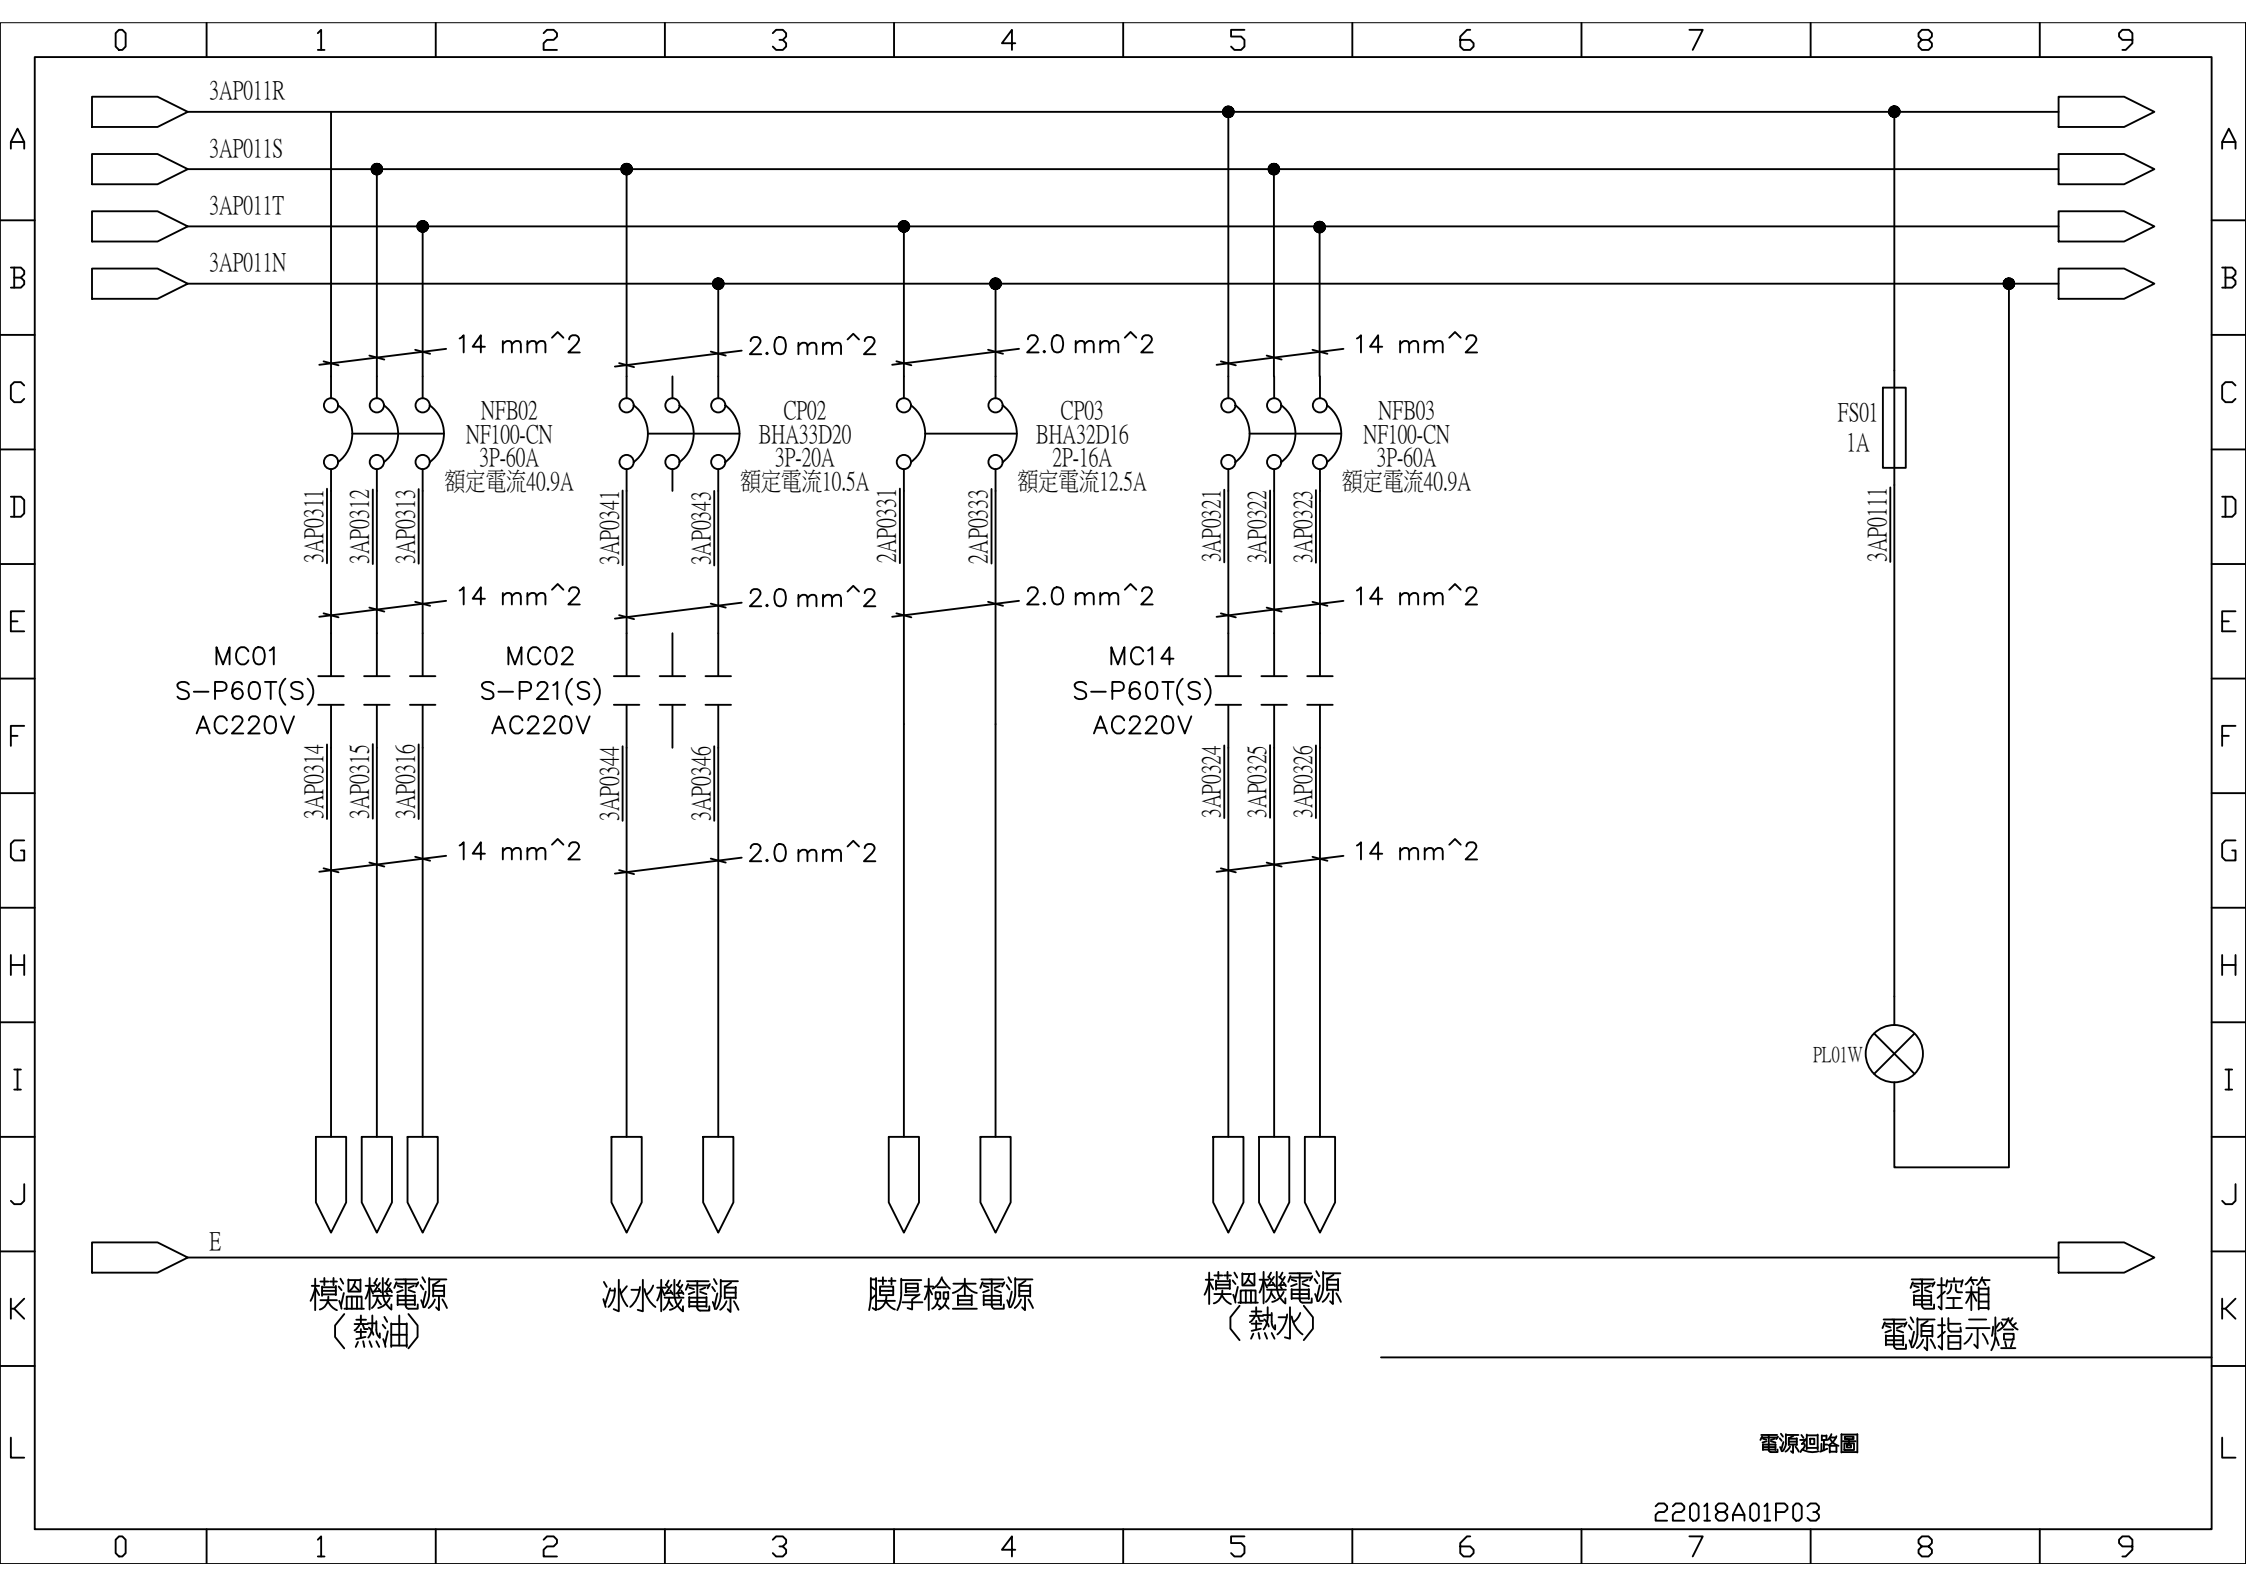 0 1 2 3 4 5 6 7 8 9
A A
B B
C C
D D
E E
F F
G G
H H
I I
J J
K K
L L
3AP011R
3AP011S
3AP011T
3AP011N
14 mm^2
2.0 mm^2
2.0 mm^2
14 mm^2
NFB02
NF100-CN
3P-60A
額定電流40.9A
CP02
BHA33D20
3P-20A
額定電流10.5A
CP03
BHA32D16
2P-16A
額定電流12.5A
NFB03
NF100-CN
3P-60A
額定電流40.9A
FS01
1A
3AP0311
3AP0312
3AP0313
3AP0341
3AP0343
2AP0331
2AP0333
3AP0321
3AP0322
3AP0323
3AP0111
14 mm^2
2.0 mm^2
2.0 mm^2
14 mm^2
MC01
S-P60T(S)
AC220V
MC02
S-P21(S)
AC220V
MC14
S-P60T(S)
AC220V
3AP0314
3AP0315
3AP0316
3AP0344
3AP0346
3AP0324
3AP0325
3AP0326
14 mm^2
2.0 mm^2
14 mm^2
PL01W
E
模溫機電源
(熱油)
冰水機電源
膜厚檢查電源
模溫機電源
(熱水)
電控箱
電源指示燈
電源迴路圖
22018A01P03
0 1 2 3 4 5 6 7 8 9